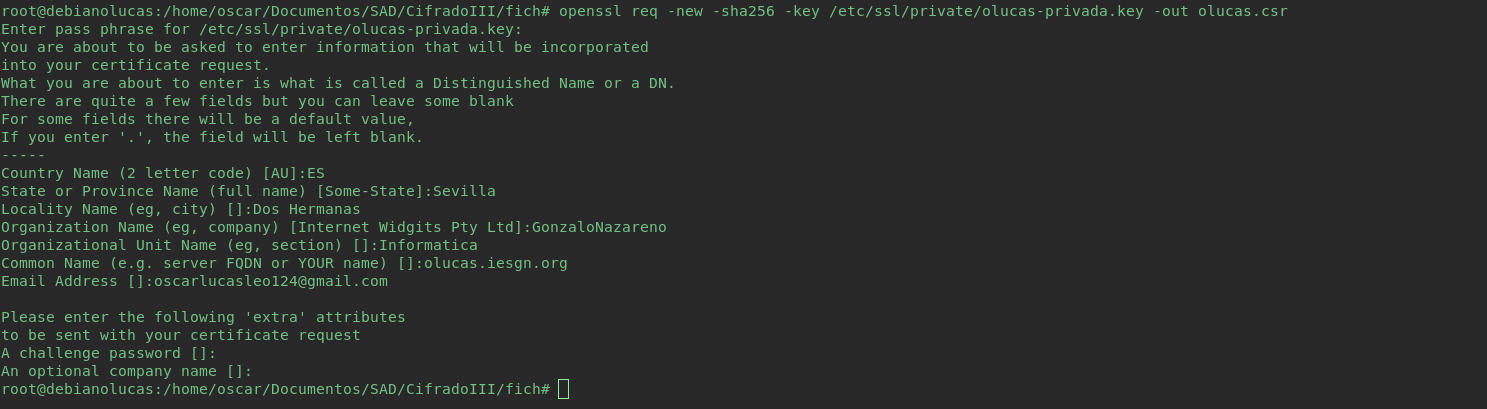 root@debianolucas:/home/oscar/Documentos/SAD/CifradoIII/fich# openssl req -new -sha256 -key /etc/ssl/private/olucas-privada.key -out olucas.csr
Enter pass phrase for /etc/ssl/private/olucas-privada.key:
You are about to be asked to enter information that will be incorporated
into your certificate request.
What you are about to enter is what is called a Distinguished Name or a DN.
There are quite a few fields but you can leave some blank
For some fields there will be a default value,
If you enter '.', the field will be left blank.
-----
Country Name (2 letter code) [AU]:ES
State or Province Name (full name) [Some-State]:Sevilla
Locality Name (eg, city) []:Dos Hermanas
Organization Name (eg, company) [Internet Widgits Pty Ltd]:GonzaloNazareno
Organizational Unit Name (eg, section) []:Informatica
Common Name (e.g. server FQDN or YOUR name) []:olucas.iesgn.org
Email Address []:oscarlucasleo124@gmail.com

Please enter the following 'extra' attributes
to be sent with your certificate request
A challenge password []:
An optional company name []:
root@debianolucas:/home/oscar/Documentos/SAD/CifradoIII/fich#